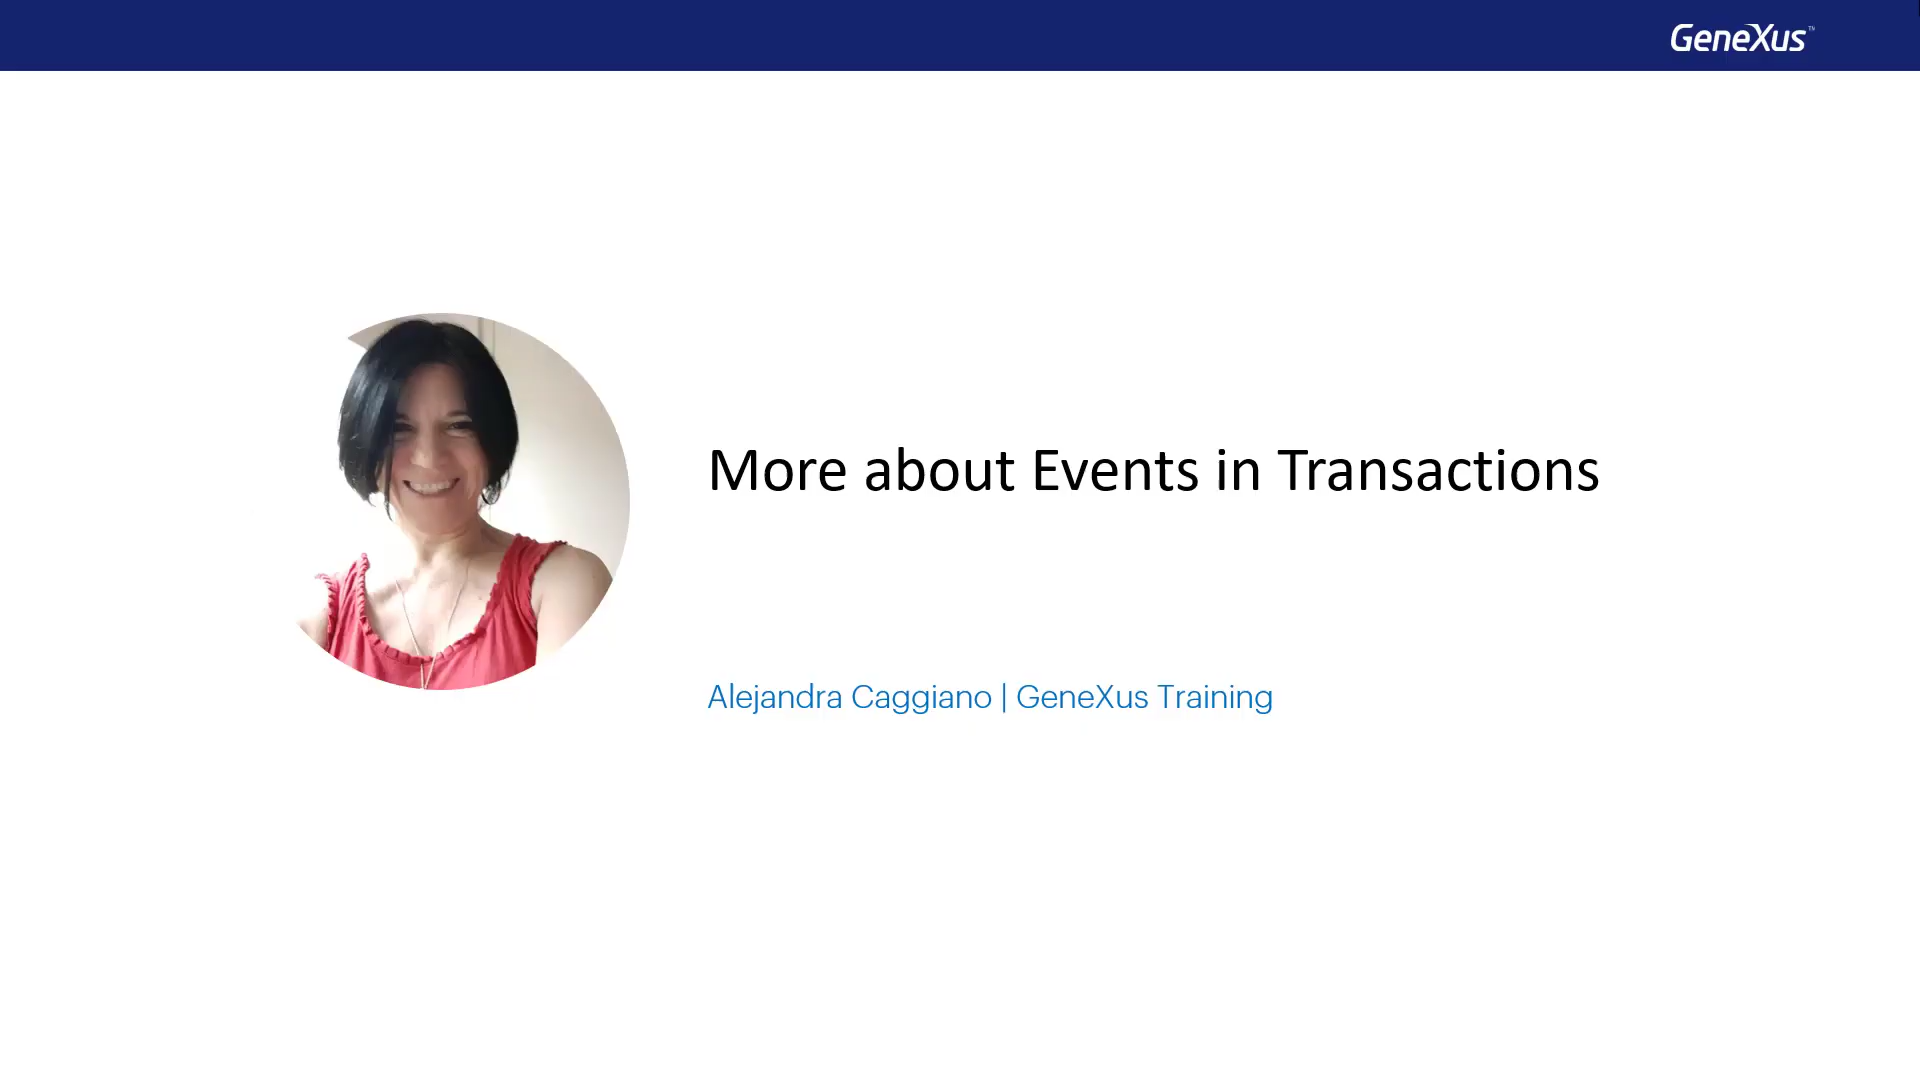 GeneXus™
More about Events in Transactions
Alejandra Caggiano | GeneXus Training